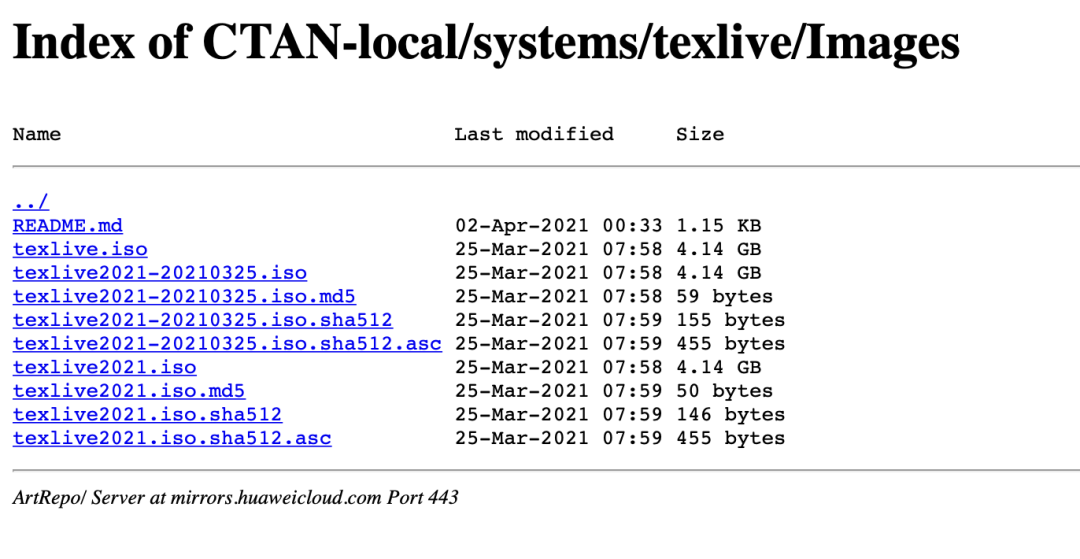 Index of CTAN-local/systems/texlive/Images
Name Last modified Size
../
README.md 02-Apr-2021 00:33 1.15 KB
texlive.iso 25-Mar-2021 07:58 4.14 GB
texlive2021-20210325.iso 25-Mar-2021 07:58 4.14 GB
texlive2021-20210325.iso.md5 25-Mar-2021 07:58 59 bytes
texlive2021-20210325.iso.sha512 25-Mar-2021 07:59 155 bytes
texlive2021-20210325.iso.sha512.asc 25-Mar-2021 07:59 455 bytes
texlive2021.iso 25-Mar-2021 07:58 4.14 GB
texlive2021.iso.md5 25-Mar-2021 07:59 50 bytes
texlive2021.iso.sha512 25-Mar-2021 07:59 146 bytes
texlive2021.iso.sha512.asc 25-Mar-2021 07:59 455 bytes
ArtRepo/ Server at mirrors.huaweicloud.com Port 443